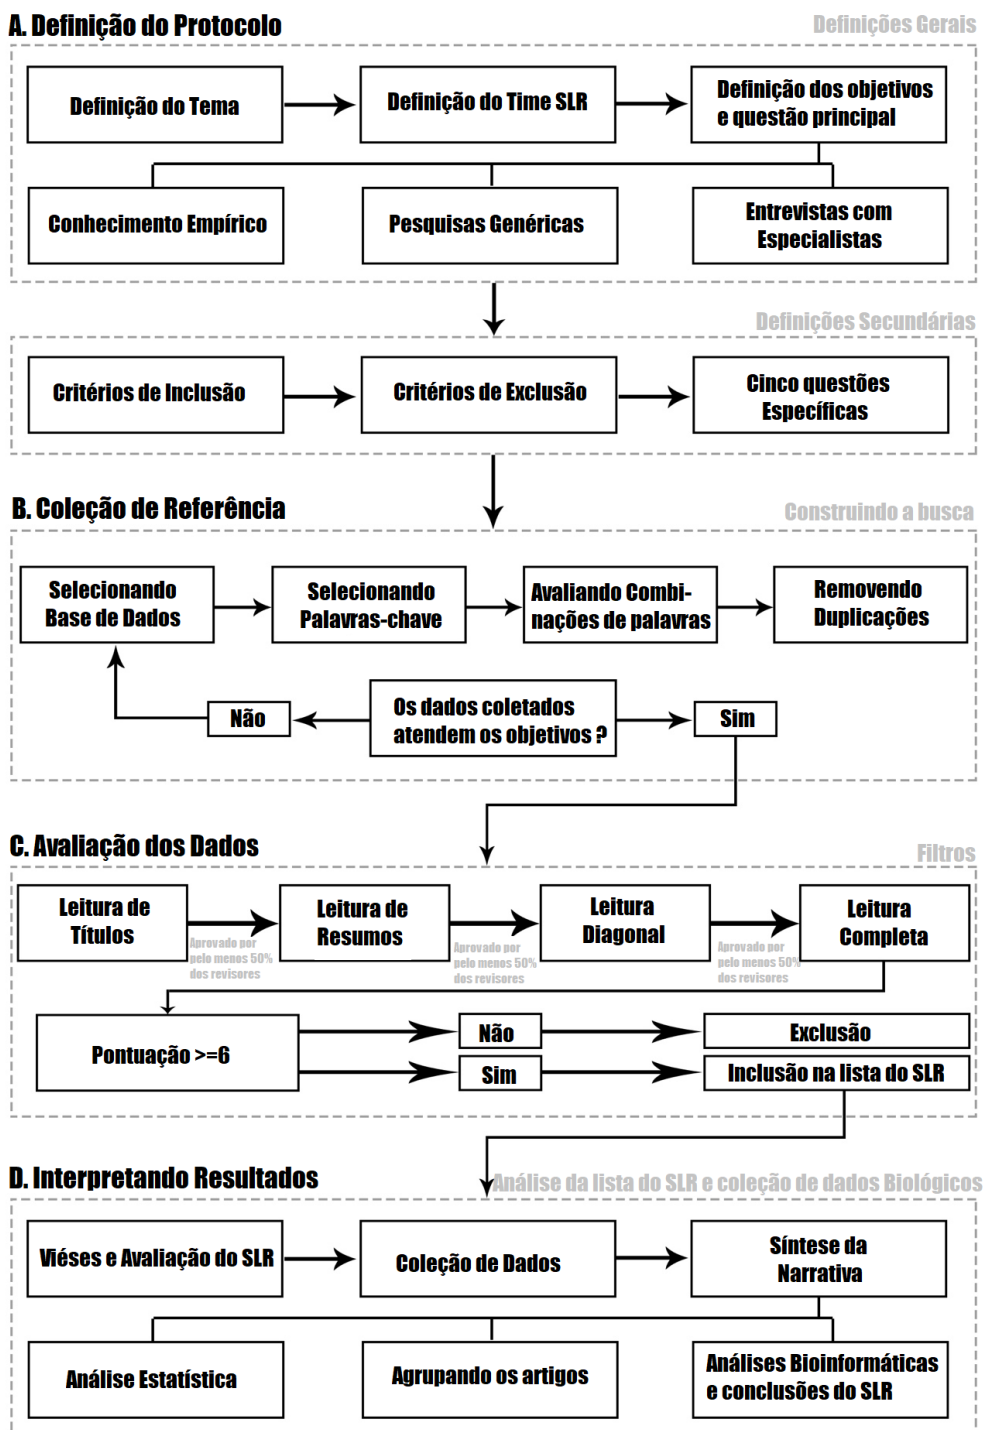 A. Definição do Protocolo
Definições Gerais
Definição do Tema
Definição do Time SLR
Definição dos objetivos
e questão principal
Conhecimento Empírico
Pesquisas Genéricas
Entrevistas com
Especialistas
Definições Secundárias
Critérios de Inclusão
Critérios de Exclusão
Cinco questões
Específicas
B. Coleção de Referência
Construindo a busca
Selecionando
Base de Dados
Selecionando
Palavras-chave
Avaliando Combi-
nações de palavras
Removendo
Duplicações
Não
Os dados coletados
atendem os objetivos ?
Sim
C. Avaliação dos Dados
Filtros
Leitura de
Títulos
Aprovado por
pelo menos 50%
dos revisores
Leitura de
Resumos
Aprovado por
pelo menos 50%
dos revisores
Leitura
Diagonal
Aprovado por
pelo menos 50%
dos revisores
Leitura
Completa
Pontuação >=6
Não
Exclusão
Sim
Inclusão na lista do SLR
D. Interpretando Resultados
Análise da lista do SLR e coleção de dados Biológicos
Viéses e Avaliação do SLR
Coleção de Dados
Síntese da
Narrativa
Análise Estatística
Agrupando os artigos
Análises Bioinformáticas
e conclusões do SLR